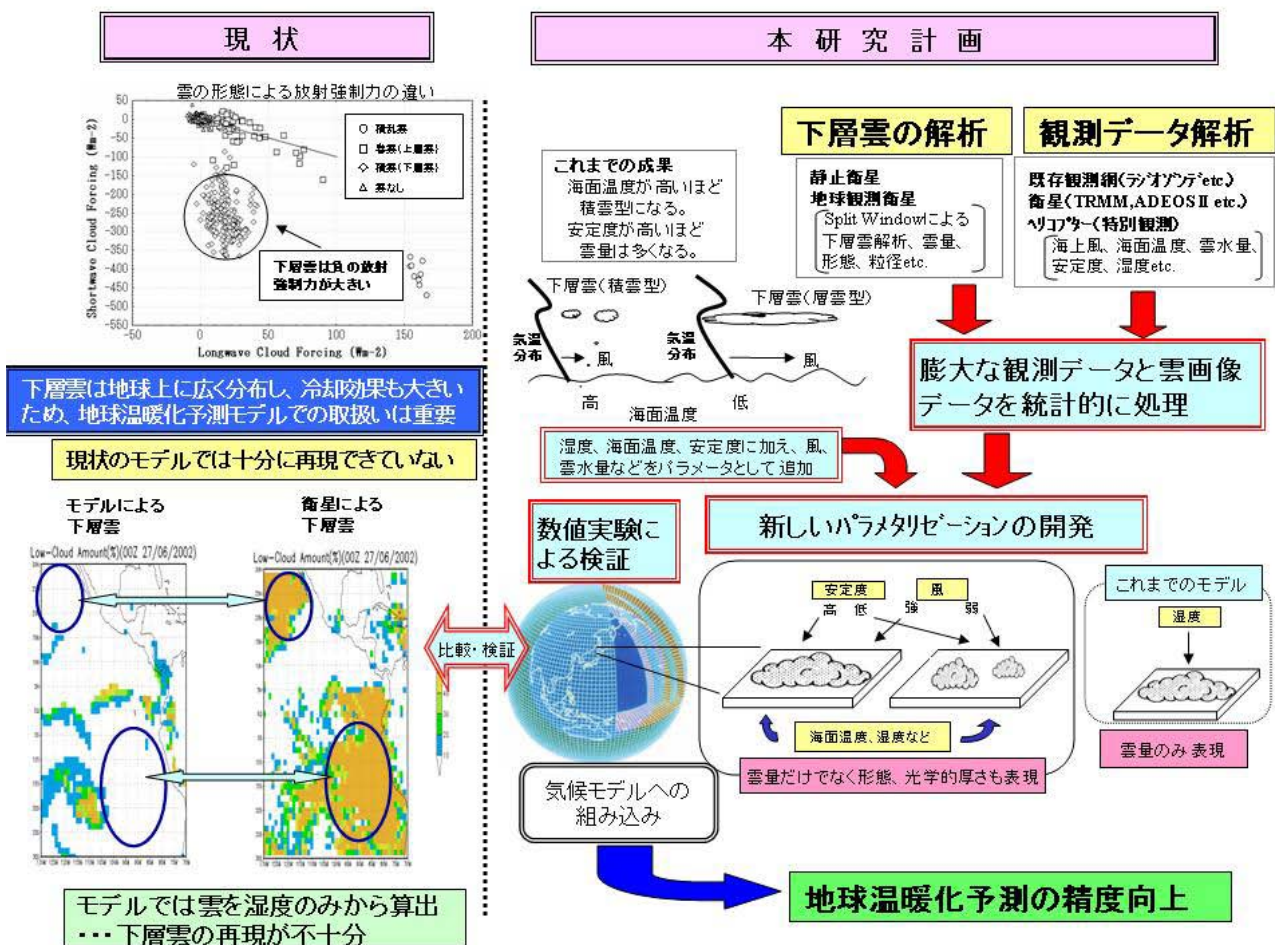 現 状
雲の形態による放射強制力の違い
Shortwave Cloud Forcing (Wm-2)
50
0
-50
-100
-150
-200
-250
-300
-350
-400
-450
-500
-550
○ 積乱雲
□ 巻雲(上層雲)
◇ 積雲(下層雲)
△ 雲なし
下層雲は負の放射
強制力が大きい
-50 0 50 100 150 200
Longwave Cloud Forcing (Wm-2)
下層雲は地球上に広く分布し、冷却効果も大きい
ため、地球温暖化予測モデルでの取扱いは重要
現状のモデルでは十分に再現できていない
モデルによる
下層雲
Low-Cloud Amount(%)(00Z 27/06/2002)
衛星による
下層雲
Low-Cloud Amount(%)(00Z 27/06/2002)
比較・検証
モデルでは雲を湿度のみから算出
・・・下層雲の再現が不十分
本 研 究 計 画
これまでの成果
海面温度が高いほど
積雲型になる。
安定度が高いほど
雲量は多くなる。
下層雲の解析
静止衛星
地球観測衛星
Split Windowによる
下層雲解析、雲量、
形態、粒径etc.
観測データ解析
既存観測網(ラジオゾンデetc.)
衛星(TRMM,ADEOSⅡ etc.)
ヘリコプター(特別観測)
海上風、海面温度、雲水量、
安定度、湿度etc.
下層雲(積雲型)
下層雲(層雲型)
気温
分布
風
気温
分布
風
高
海面温度
低
膨大な観測データと雲画像
データを統計的に処理
湿度、海面温度、安定度に加え、風、
雲水量などをパラメータとして追加
数値実験に
よる検証
新しいパラメタリゼーションの開発
安定度
高 低
風
強 弱
海面温度、湿度など
雲量だけでなく形態、光学的厚さも表現
これまでのモデル
湿度
雲量のみ表現
気候モデルへの
組み込み
地球温暖化予測の精度向上